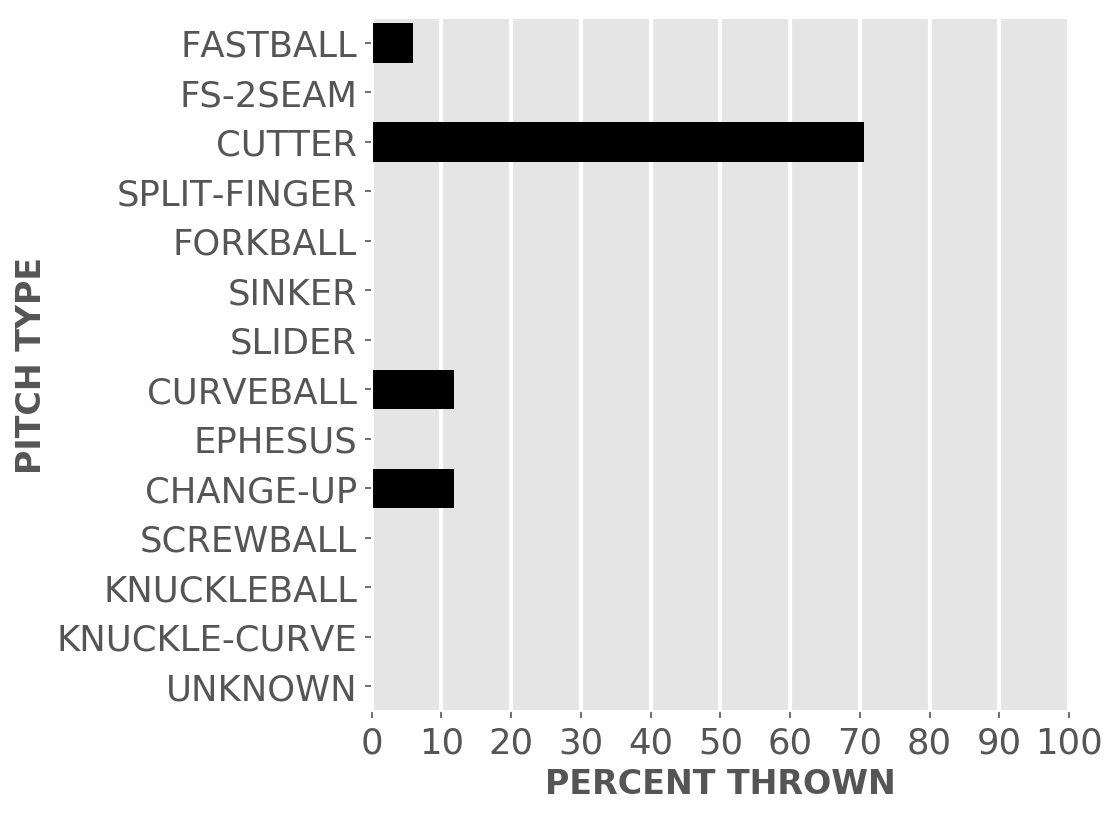 FASTBALL
FS-2SEAM
CUTTER
SPLIT-FINGER
FORKBALL
SINKER
SLIDER
CURVEBALL
EPHESUS
CHANGE-UP
SCREWBALL
KNUCKLEBALL
KNUCKLE-CURVE
UNKNOWN
PITCH TYPE
0 10 20 30 40 50 60 70 80 90 100
PERCENT THROWN